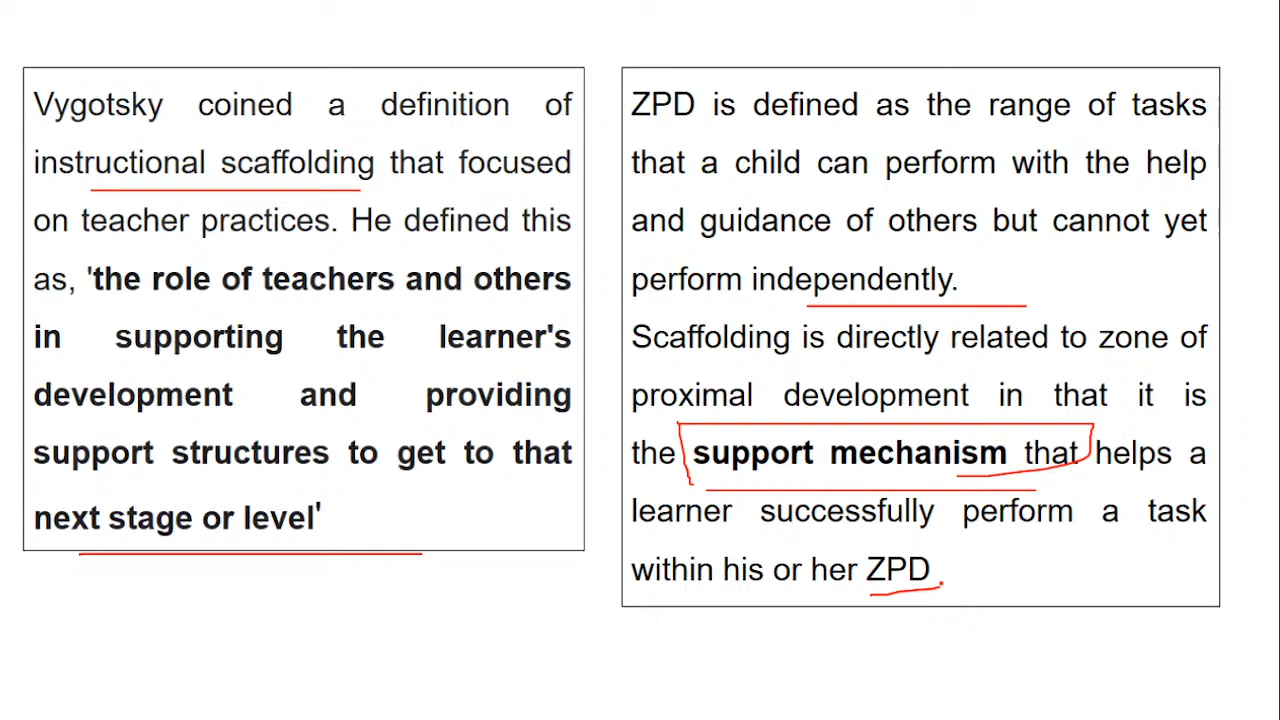 Vygotsky coined a definition of
instructional scaffolding that focused
on teacher practices. He defined this
as, 'the role of teachers and others
in supporting the learner's
development and providing
support structures to get to that
next stage or level'
ZPD is defined as the range of tasks
that a child can perform with the help
and guidance of others but cannot yet
perform independently.
Scaffolding is directly related to zone of
proximal development in that it is
the support mechanism that helps a
learner successfully perform a task
within his or her ZPD.